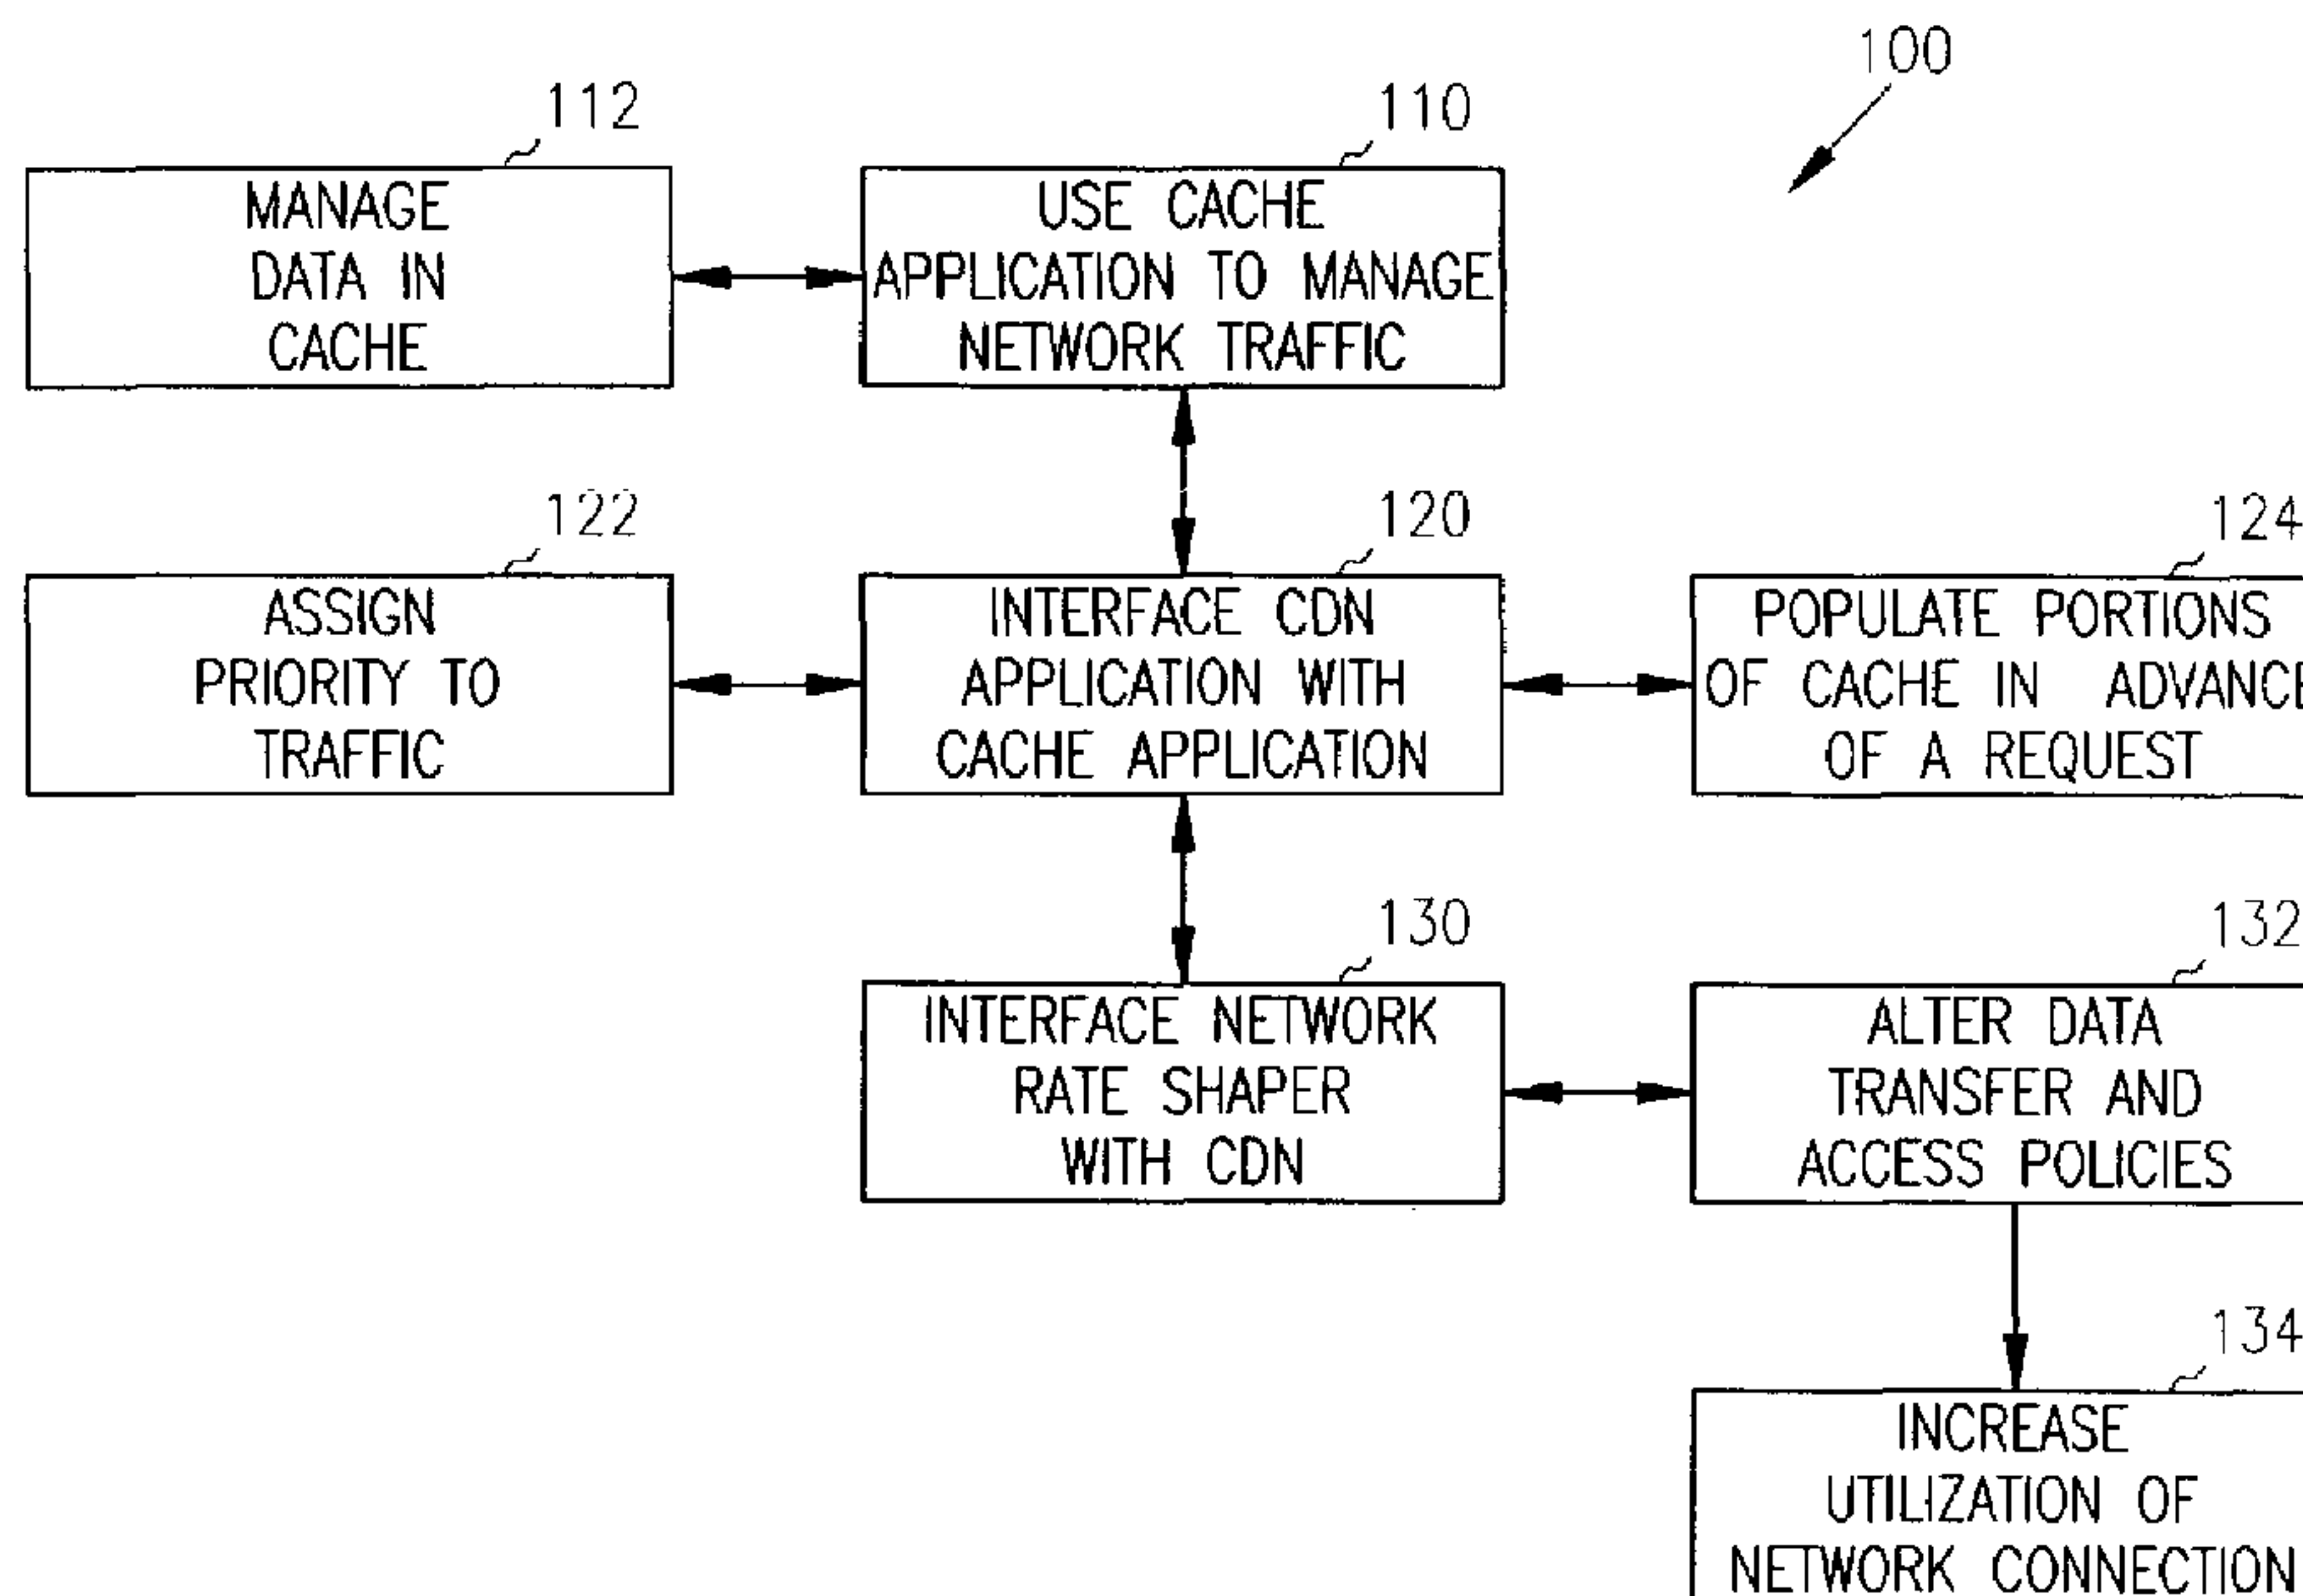 100
112
MANAGE
DATA IN
CACHE
110
USE CACHE
APPLICATION TO MANAGE
NETWORK TRAFFIC
122
ASSIGN
PRIORITY TO
TRAFFIC
120
INTERFACE CDN
APPLICATION WITH
CACHE APPLICATION
124
POPULATE PORTIONS
OF CACHE IN ADVANCE
OF A REQUEST
130
INTERFACE NETWORK
RATE SHAPER
WITH CDN
132
ALTER DATA
TRANSFER AND
ACCESS POLICIES
134
INCREASE
UTILIZATION OF
NETWORK CONNECTION